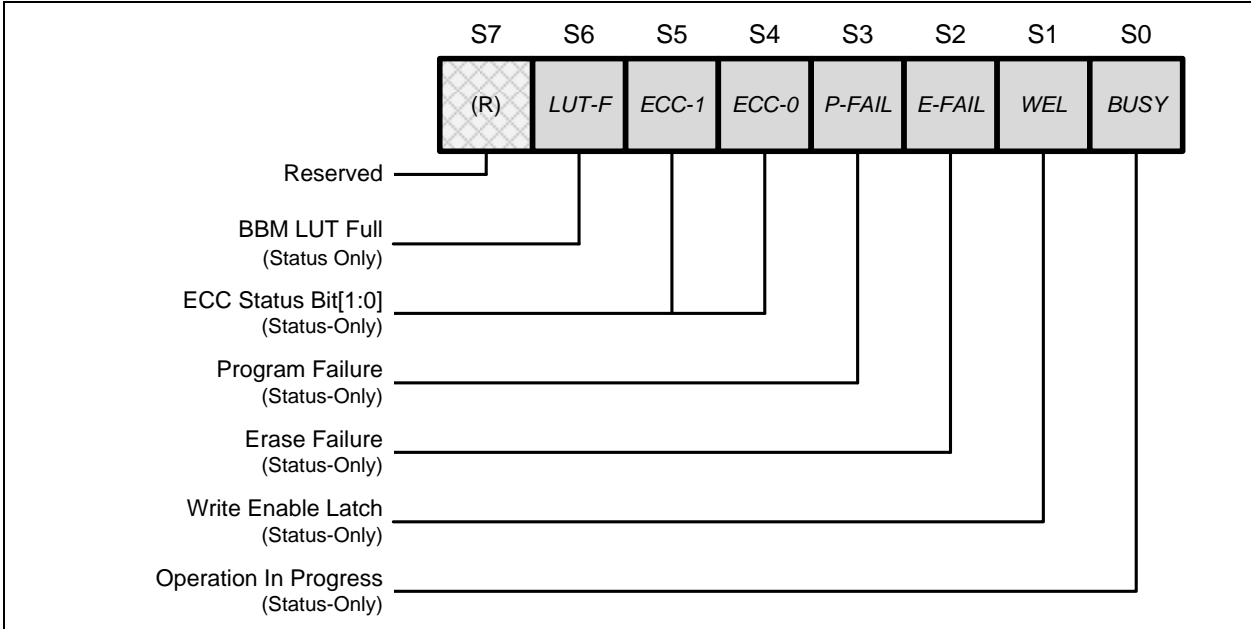 S7 S6 S5 S4 S3 S2 S1 S0
(R) LUT-F ECC-1 ECC-0 P-FAIL E-FAIL WEL BUSY
Reserved
BBM LUT Full
(Status Only)
ECC Status Bit[1:0]
(Status-Only)
Program Failure
(Status-Only)
Erase Failure
(Status-Only)
Write Enable Latch
(Status-Only)
Operation In Progress
(Status-Only)